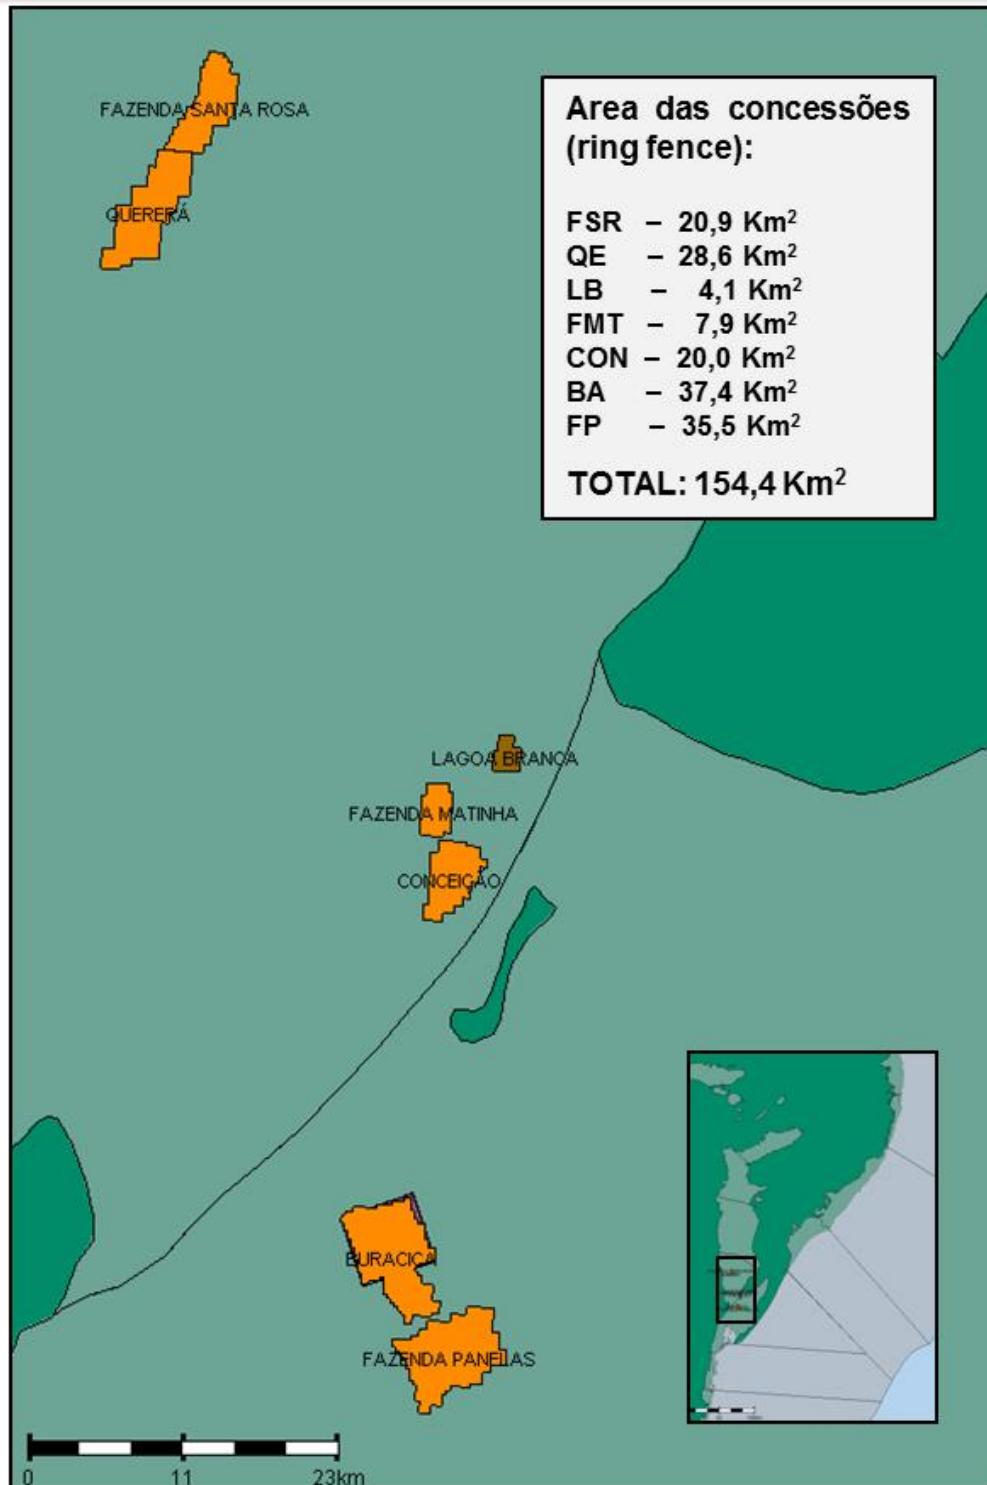 FAZENDA SANTA ROSA
QUERERÁ
Area das concessões
(ring fence):
FSR – 20,9 Km²
QE – 28,6 Km²
LB – 4,1 Km²
FMT – 7,9 Km²
CON – 20,0 Km²
BA – 37,4 Km²
FP – 35,5 Km²
TOTAL: 154,4 Km²
LAGOA BRANCA
FAZENDA MATINHA
CONCEIÇÃO
BURACICA
FAZENDA PANELAS
0 11 23km